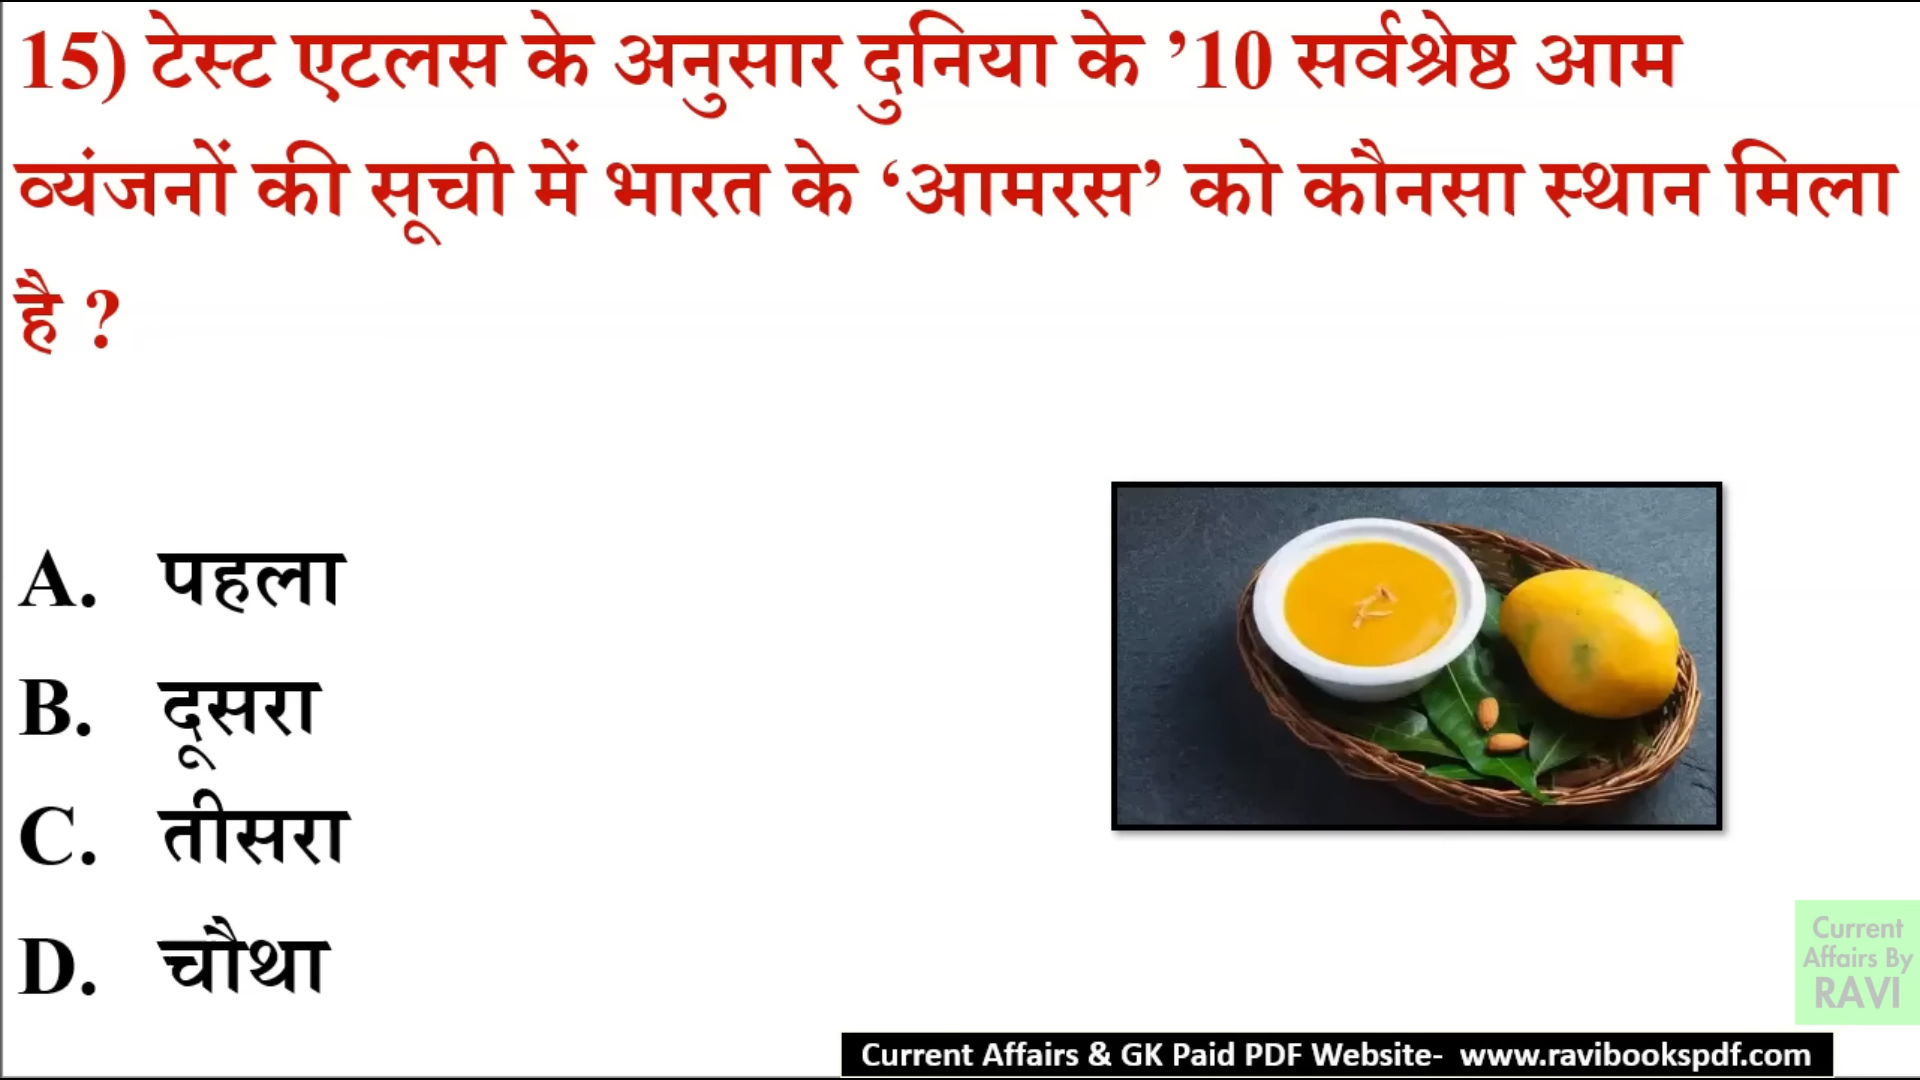 15) टेस्ट एटलस के अनुसार दुनिया के ’10 सर्वश्रेष्ठ आम
व्यंजनों की सूची में भारत के ‘आमरस’ को कौनसा स्थान मिला
है ?
A. पहला
B. दूसरा
C. तीसरा
D. चौथा
Current
Affairs By
RAVI
Current Affairs & GK Paid PDF Website- www.ravibookspdf.com